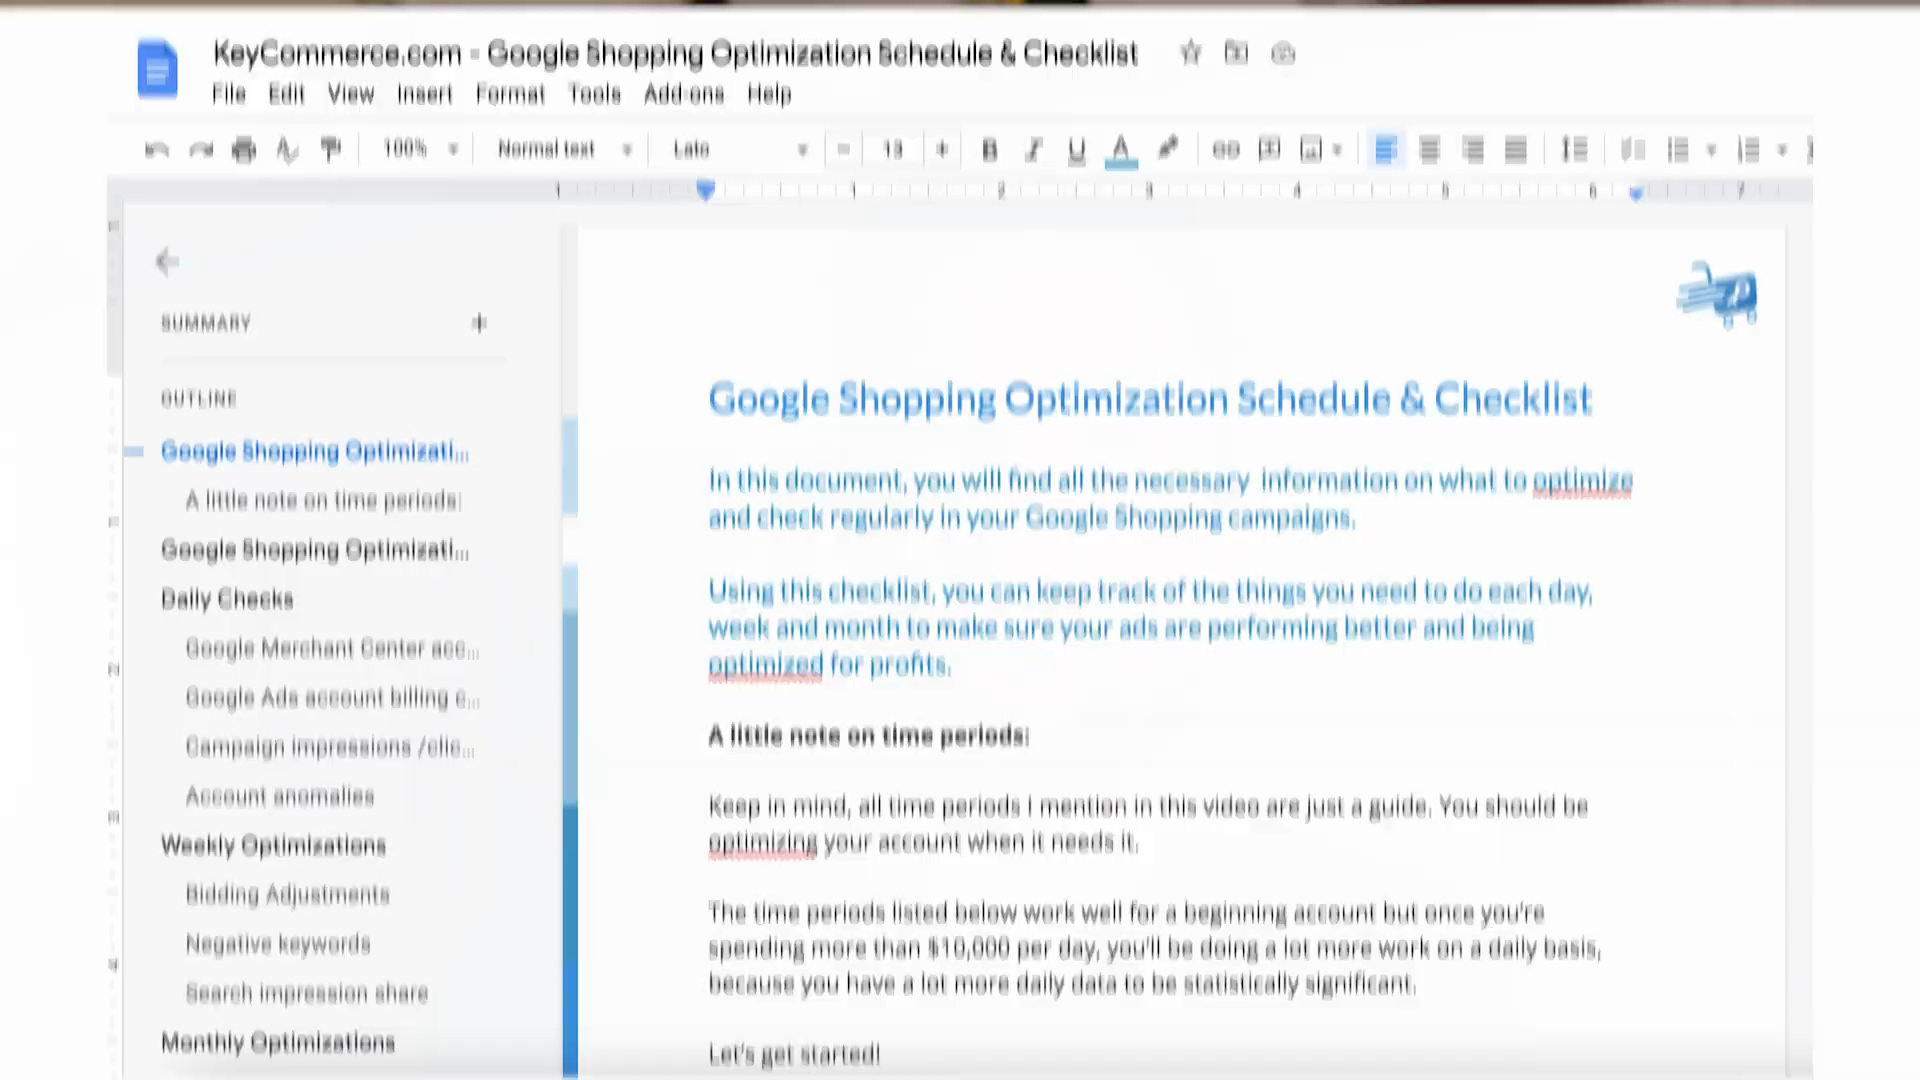 KeyCommerce.com - Google Shopping Optimization Schedule & Checklist
File Edit View Insert Format Tools Add-ons Help
100% Normal text Lato 13 B I U A
1 1 2 3 4 5 6 7
SUMMARY
OUTLINE
Google Shopping Optimizati...
A little note on time periods:
Google Shopping Optimizati...
Daily Checks
Google Merchant Center acc...
Google Ads account billing c...
Campaign impressions /clic...
Account anomalies
Weekly Optimizations
Bidding Adjustments
Negative keywords
Search impression share
Monthly Optimizations
Google Shopping Optimization Schedule & Checklist
In this document, you will find all the necessary information on what to optimize
and check regularly in your Google Shopping campaigns.
Using this checklist, you can keep track of the things you need to do each day,
week and month to make sure your ads are performing better and being
optimized for profits.
A little note on time periods:
Keep in mind, all time periods I mention in this video are just a guide. You should be
optimizing your account when it needs it.
The time periods listed below work well for a beginning account but once you're
spending more than $10,000 per day, you'll be doing a lot more work on a daily basis,
because you have a lot more daily data to be statistically significant.
Let's get started!